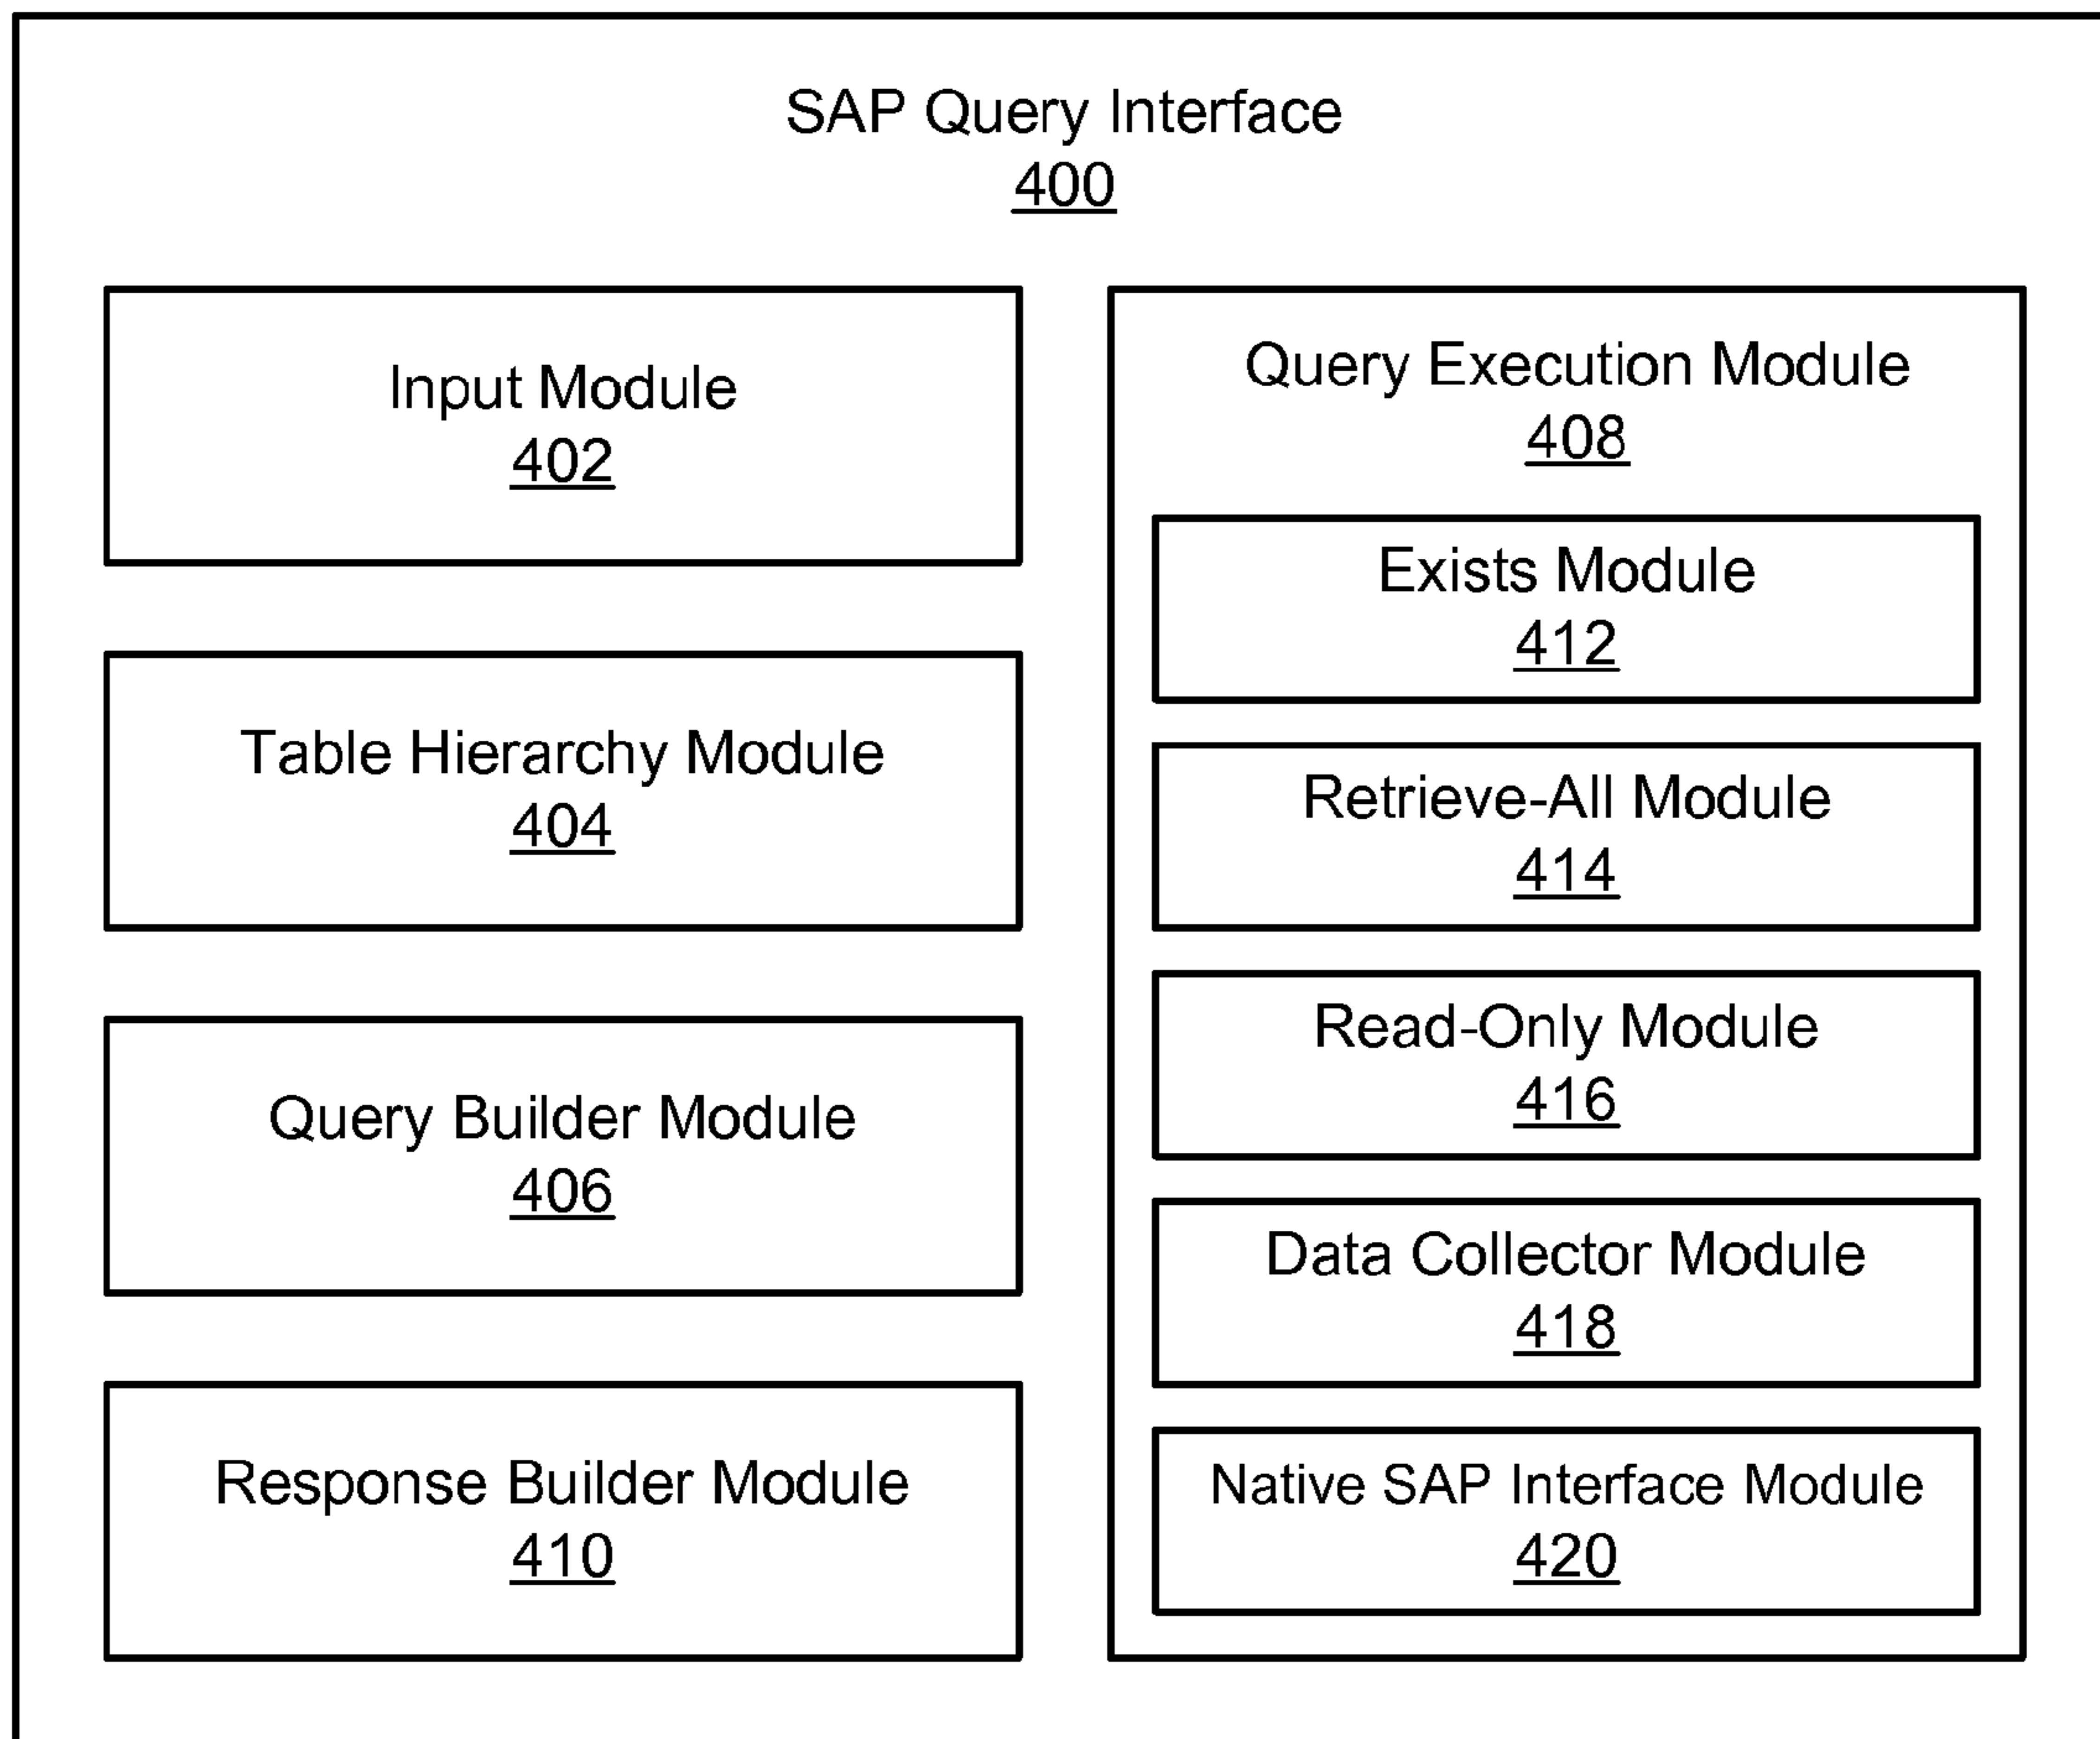 SAP Query Interface
400
Input Module
402
Table Hierarchy Module
404
Query Builder Module
406
Response Builder Module
410
Query Execution Module
408
Exists Module
412
Retrieve-All Module
414
Read-Only Module
416
Data Collector Module
418
Native SAP Interface Module
420